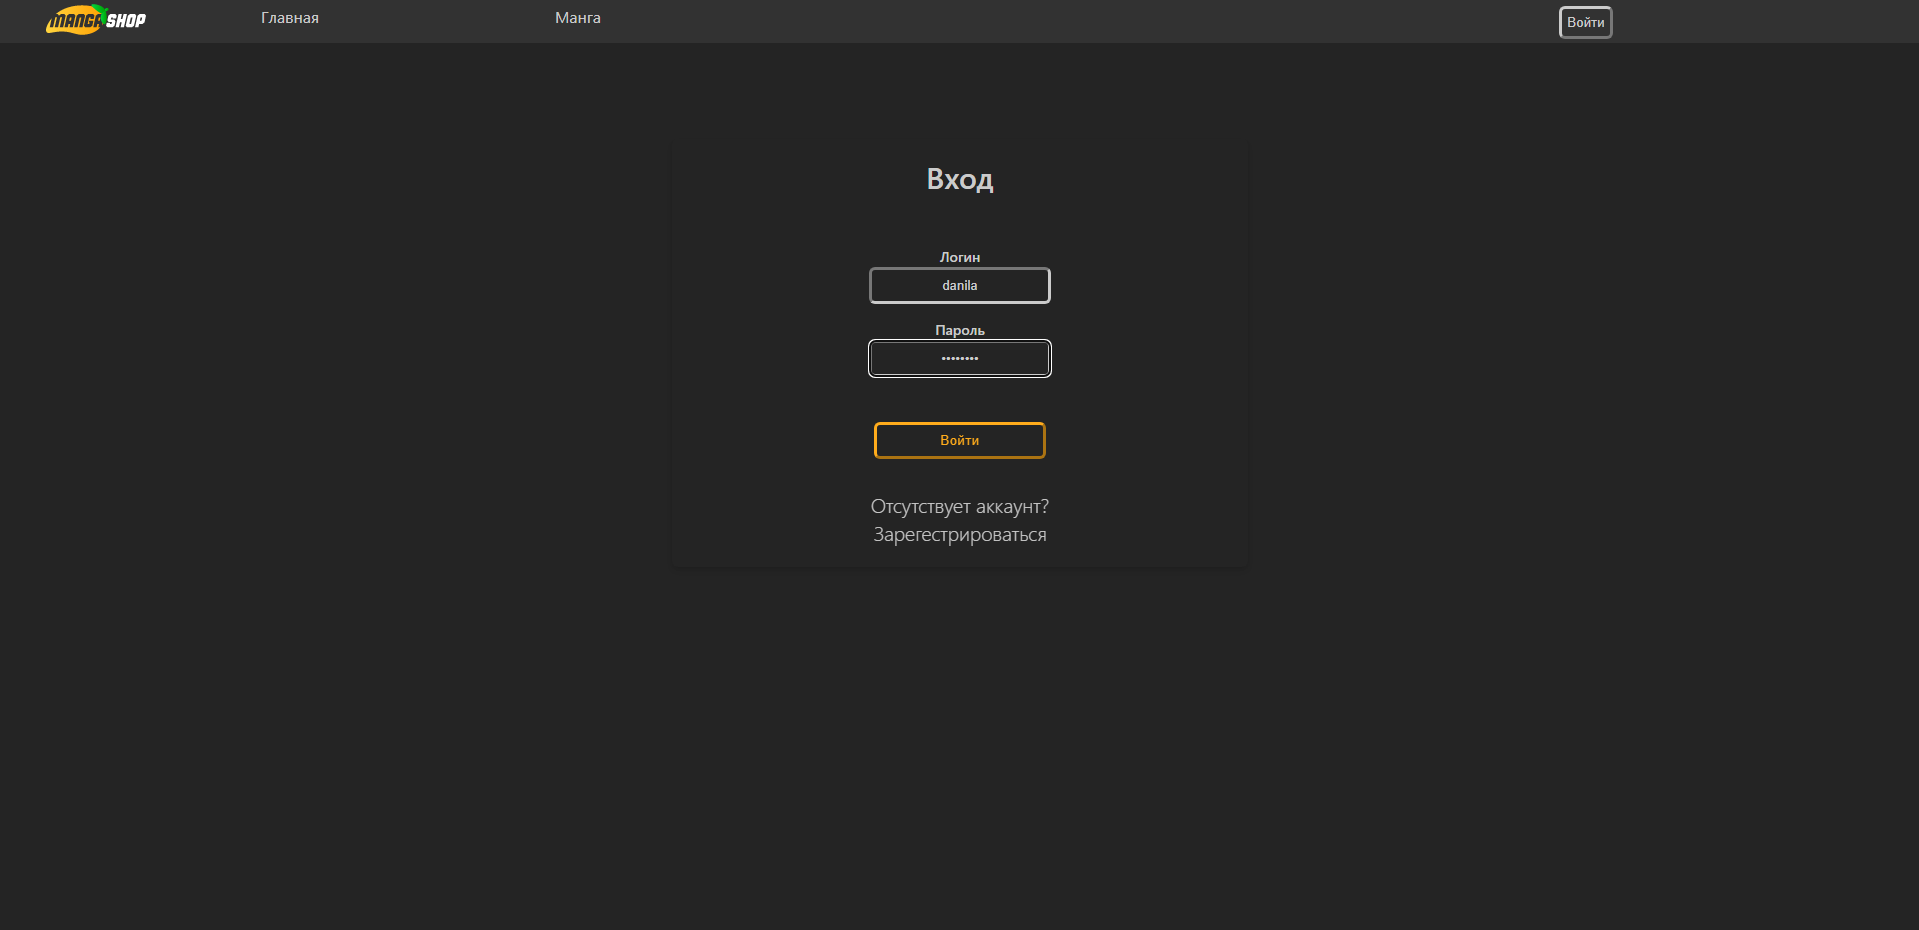 MANGA SHOP
Главная
Манга
Войти
Вход
Логин
danila
Пароль
••••••••
Войти
Отсутствует аккаунт?
Зарегестрироваться